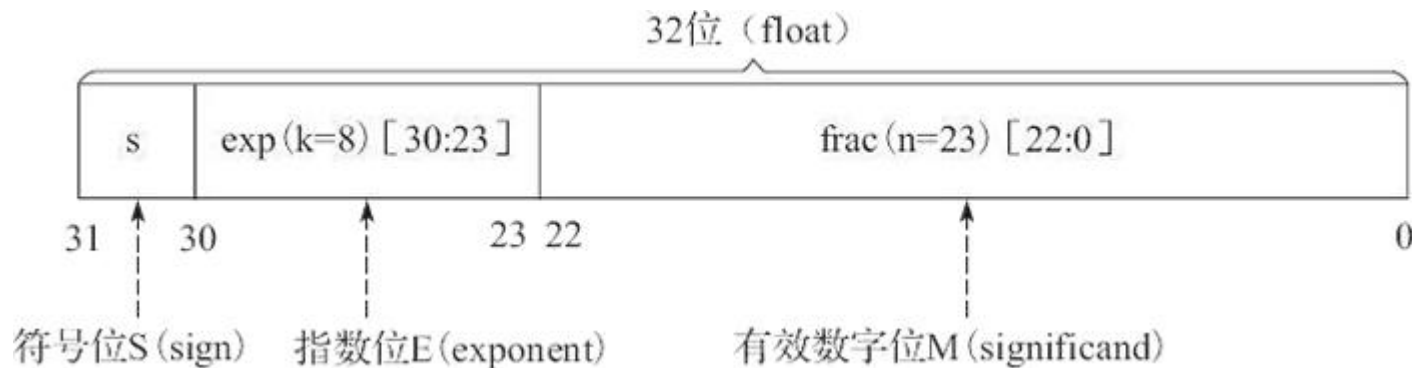 32位（float）
s exp(k=8)［30:23］ frac(n=23)［22:0］
31 30 23 22 0
符号位S(sign) 指数位E(exponent) 有效数字位M(significand)